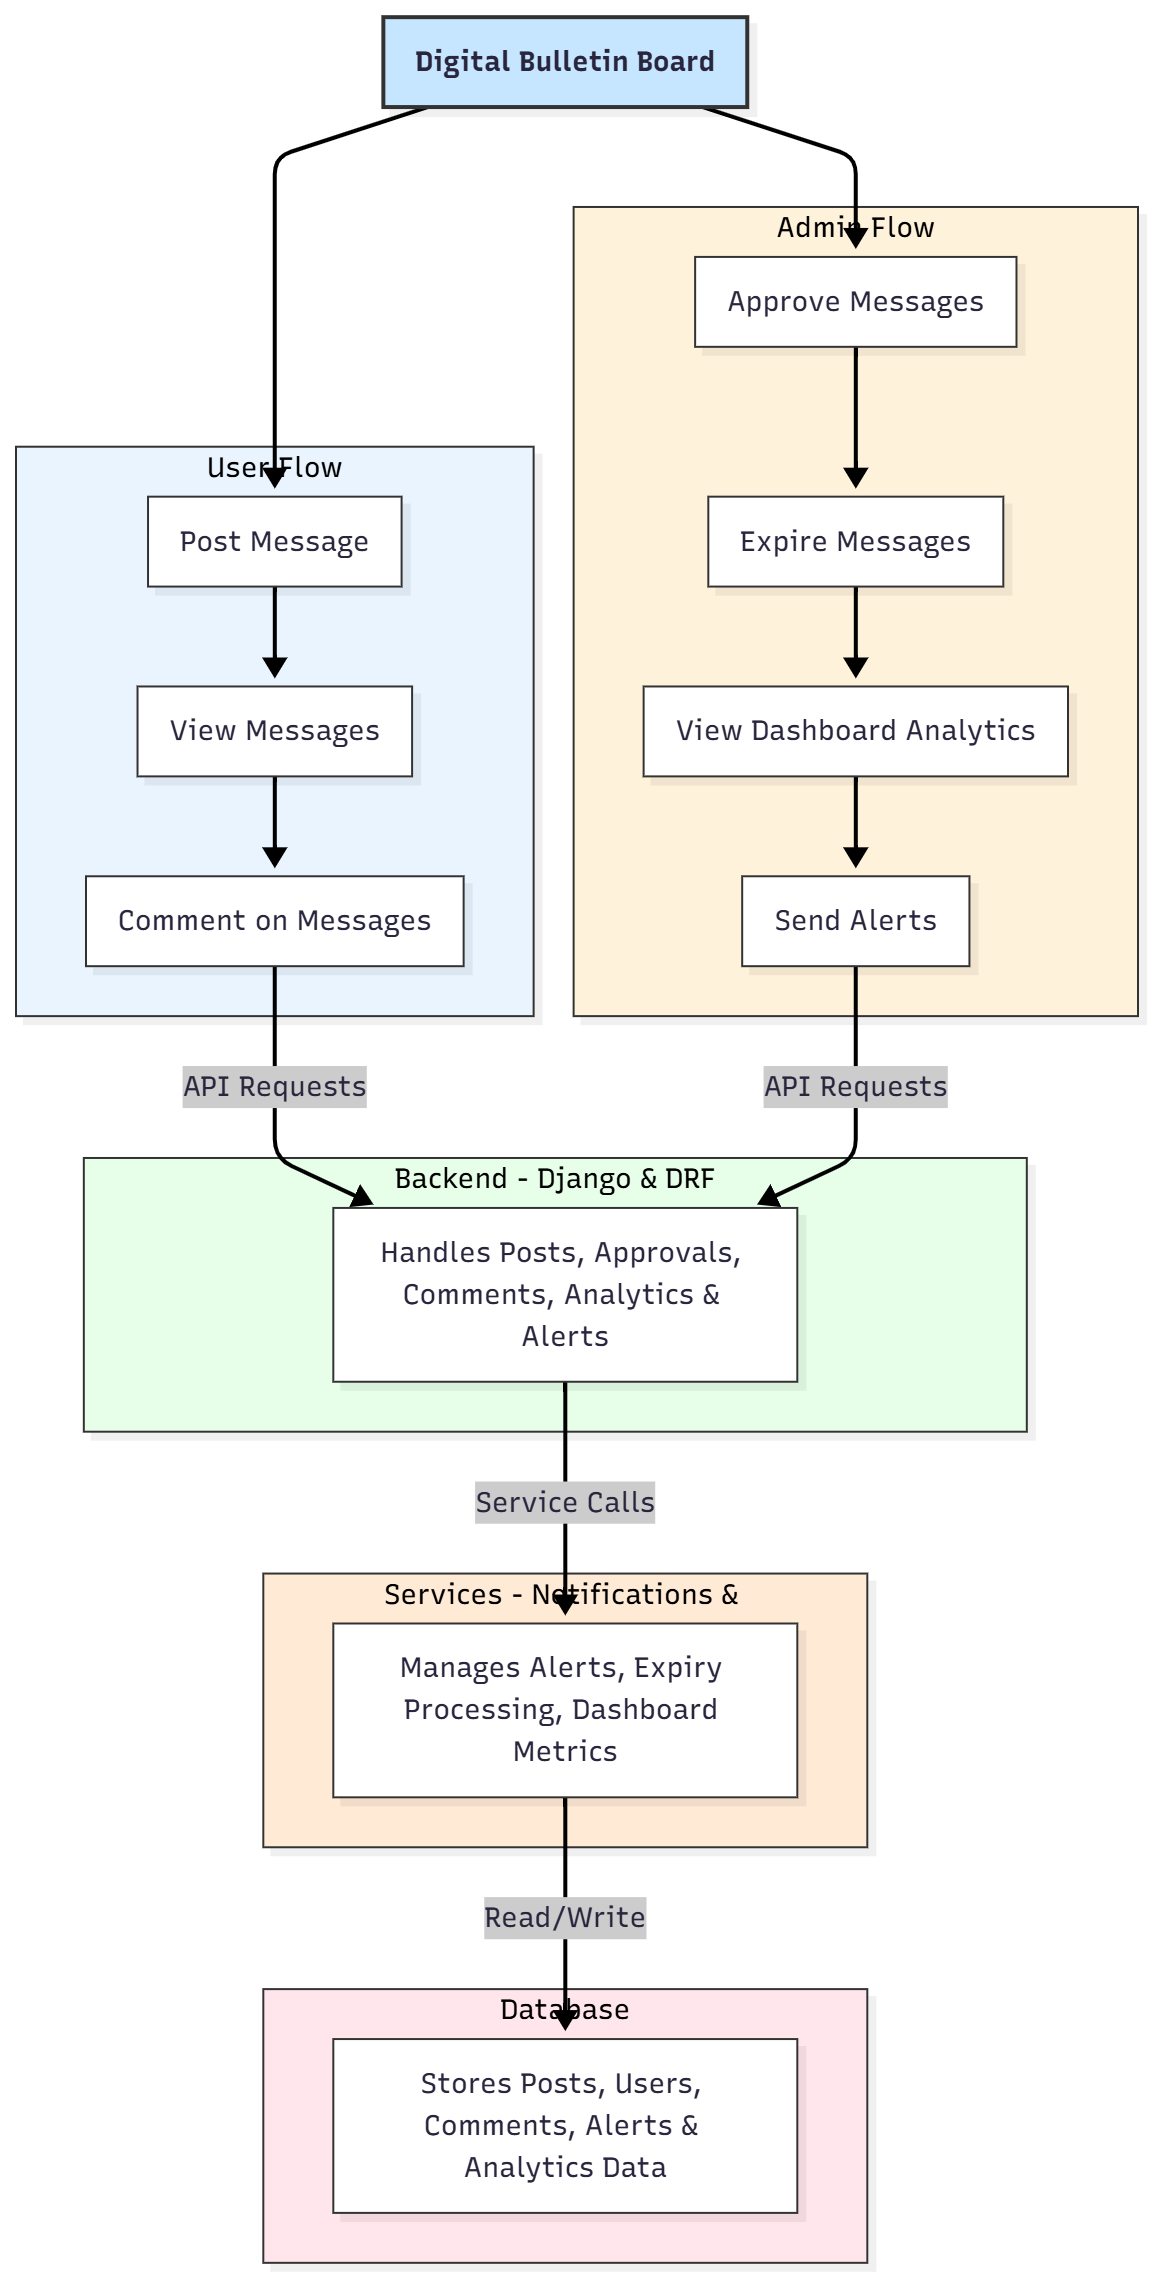 Digital Bulletin Board
Admin Flow
Approve Messages
User Flow
Post Message
Expire Messages
View Messages
View Dashboard Analytics
Comment on Messages
Send Alerts
API Requests
API Requests
Backend - Django & DRF
Handles Posts, Approvals,
Comments, Analytics &
Alerts
Service Calls
Services - Notifications &
Manages Alerts, Expiry
Processing, Dashboard
Metrics
Read/Write
Database
Stores Posts, Users,
Comments, Alerts &
Analytics Data